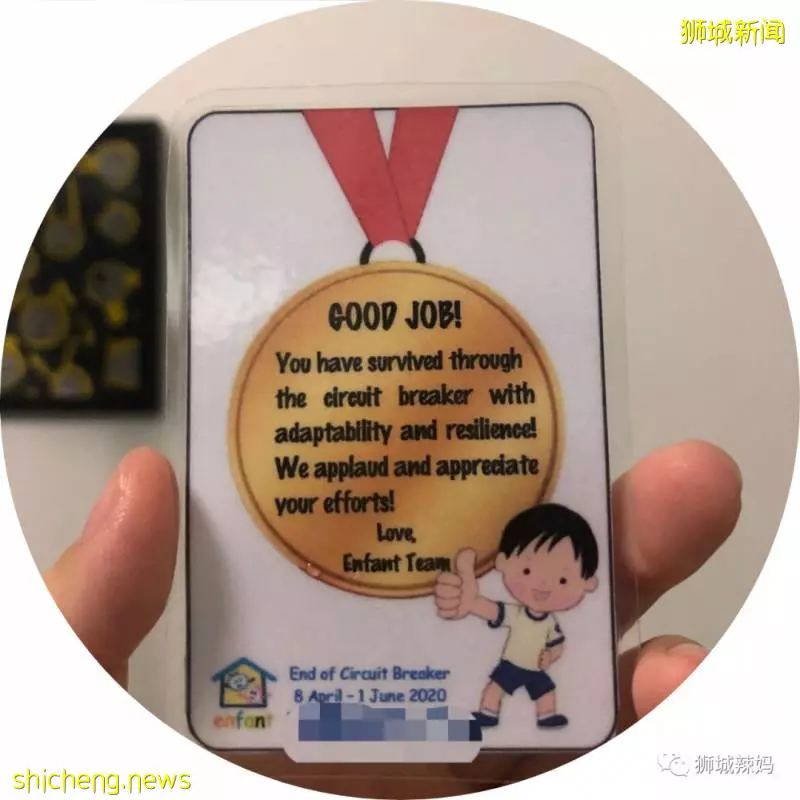 狮城新闻
GOOD JOB!
You have survived through
the circuit breaker with
adaptability and resilience!
We applaud and appreciate
your efforts!
Love,
Enfant Team
End of Circuit Breaker
8 April - 1 June 2020
enfant
shicheng.news
狮城辣妈